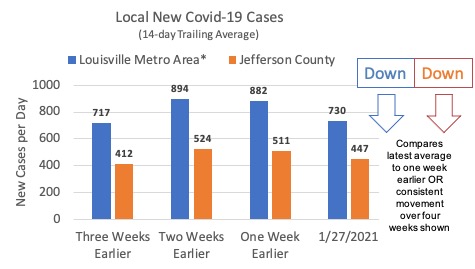 Local New Covid-19 Cases
(14-day Trailing Average)
Louisville Metro Area* Jefferson County
New Cases per Day
1000
800
600
400
200
0
717
412
894
524
882
511
730
447
Three Weeks
Earlier
Two Weeks
Earlier
One Week
Earlier
1/27/2021
Down Down
Compares
latest average
to one week
earlier OR
consistent
movement
over four
weeks shown